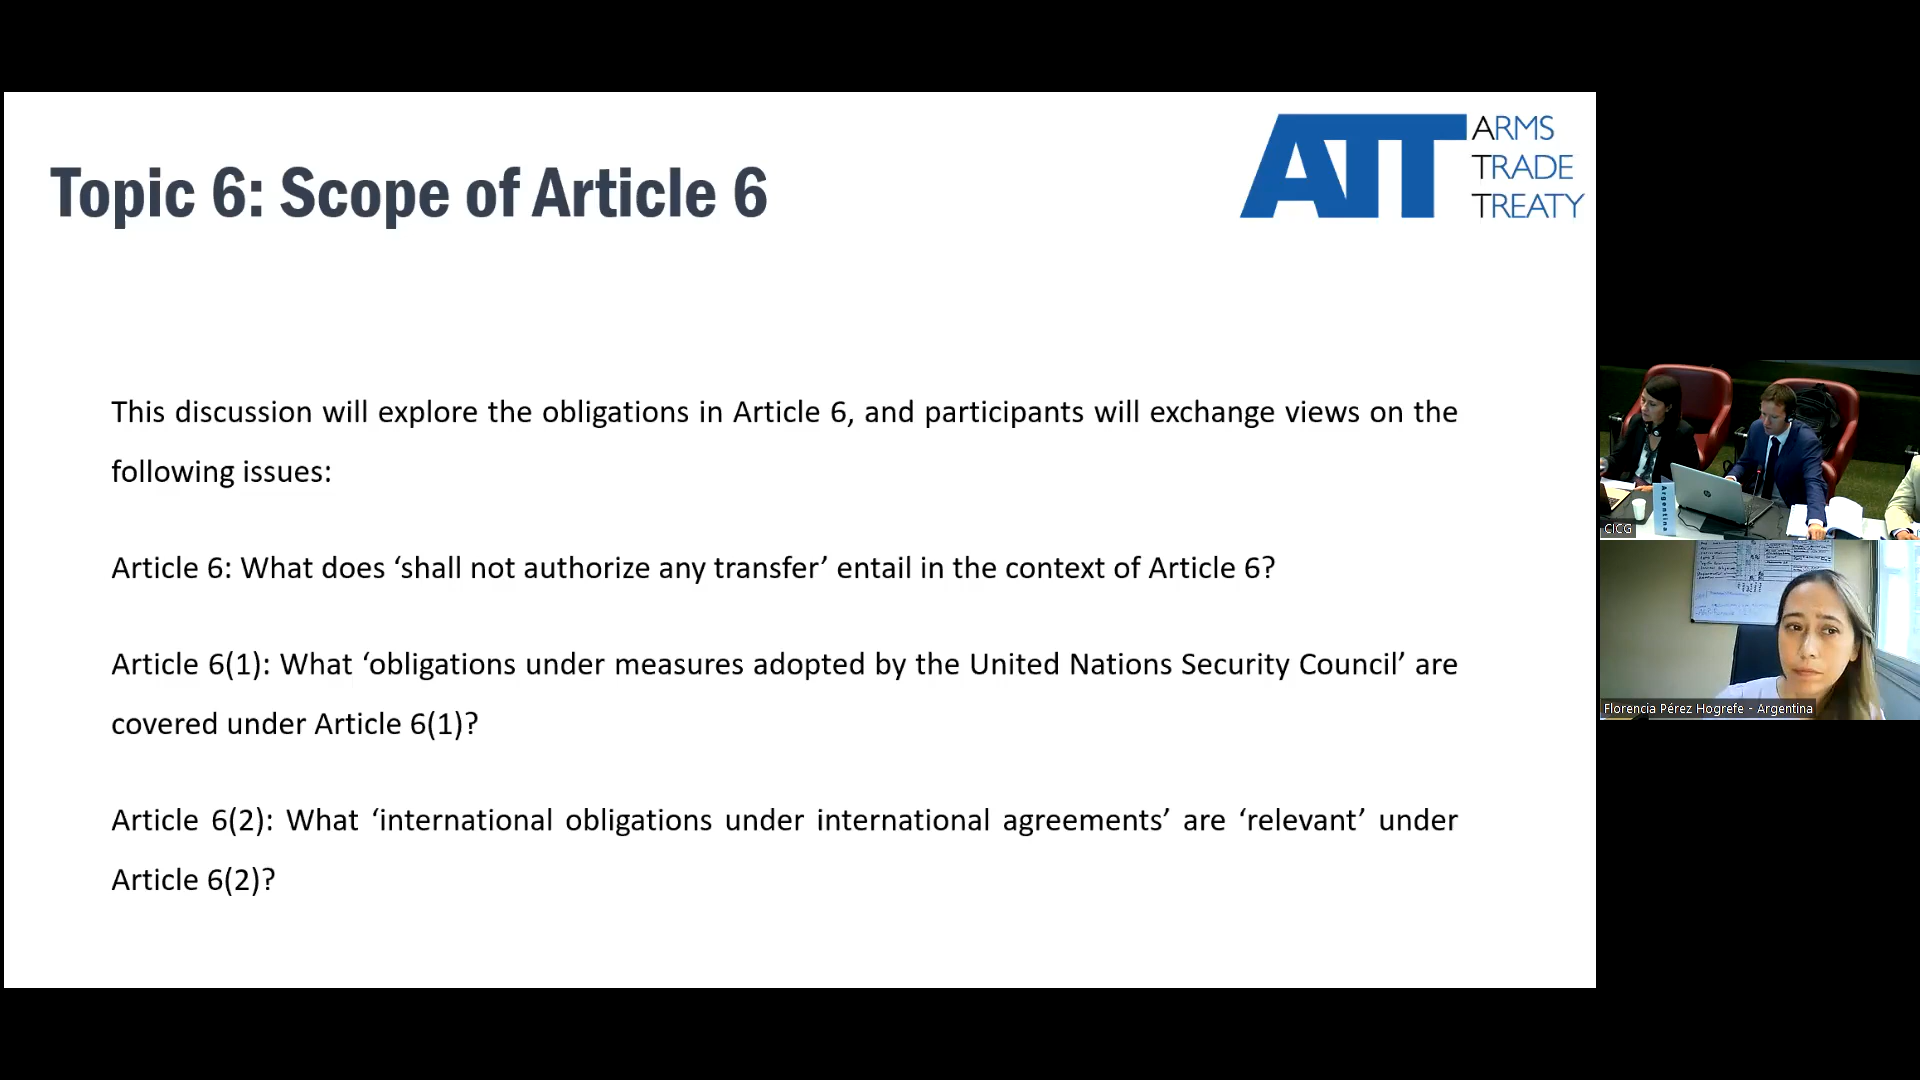 Topic 6: Scope of Article 6
ATT
ARMS
TRADE
TREATY
This discussion will explore the obligations in Article 6, and participants will exchange views on the
following issues:
Article 6: What does ‘shall not authorize any transfer’ entail in the context of Article 6?
Article 6(1): What ‘obligations under measures adopted by the United Nations Security Council’ are
covered under Article 6(1)?
Article 6(2): What ‘international obligations under international agreements’ are ‘relevant’ under
Article 6(2)?
Argentina
CICG
Florencia Pérez Hogrefe - Argentina